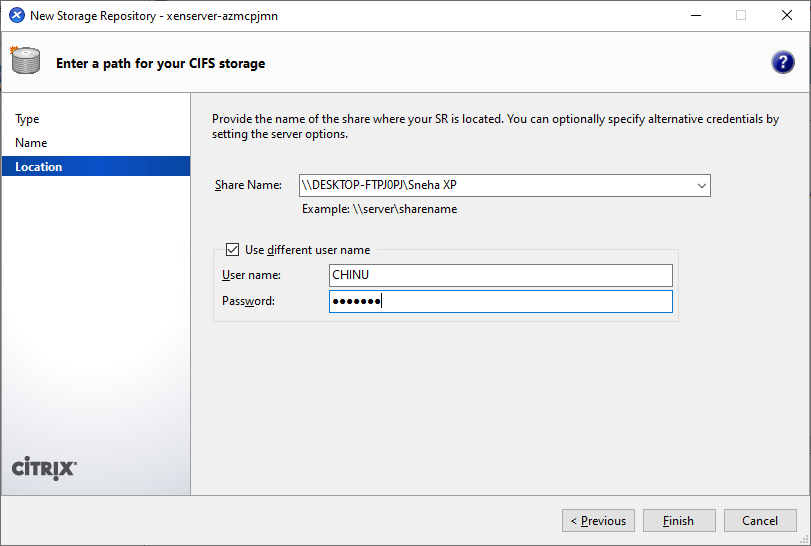 New Storage Repository - xenserver-azmcpjmn
Enter a path for your CIFS storage
?
Type
Name
Location
Provide the name of the share where your SR is located. You can optionally specify alternative credentials by
setting the server options.
Share Name: \\DESKTOP-FTPJ0PJ\Sneha XP
Example: \\server\sharename
Use different user name
User name: CHINU
Password: ●●●●●●●
CITRIX
< Previous Finish Cancel